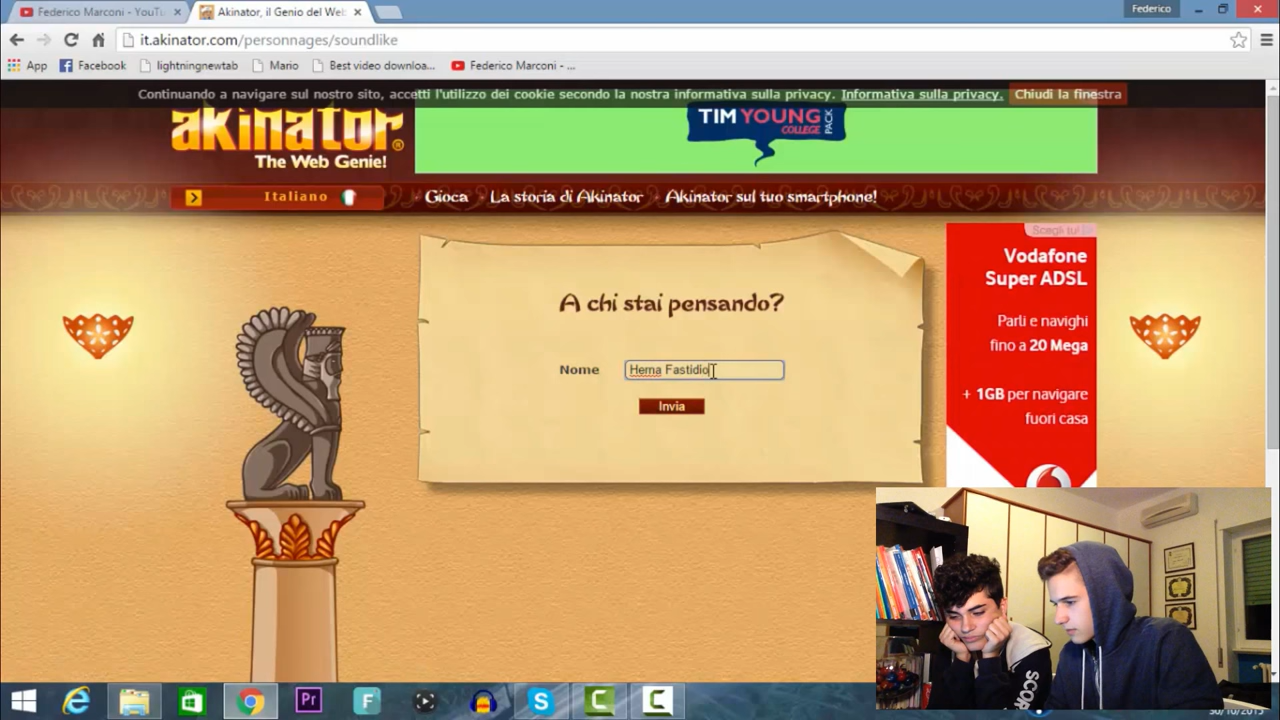 Federico Marconi - YouTu
Akinator, il Genio del Web
Federico
it.akinator.com/personnages/soundlike
App
Facebook
lightningnewtab
Mario
Best video downloa...
Federico Marconi - ...
Continuando a navigare sul nostro sito, accetti l'utilizzo dei cookie secondo la nostra informativa sulla privacy. Informativa sulla privacy. Chiudi la finestra
akinator®
The Web Genie!
TIM YOUNG
COLLEGE
PACK
Italiano
Gioca
La storia di Akinator
Akinator sul tuo smartphone!
Vodafone
Super ADSL
Parli e navighi
fino a 20 Mega
+ 1GB per navigare
fuori casa
A chi stai pensando?
Nome
Herna Fastidio
Invia
Pr
F